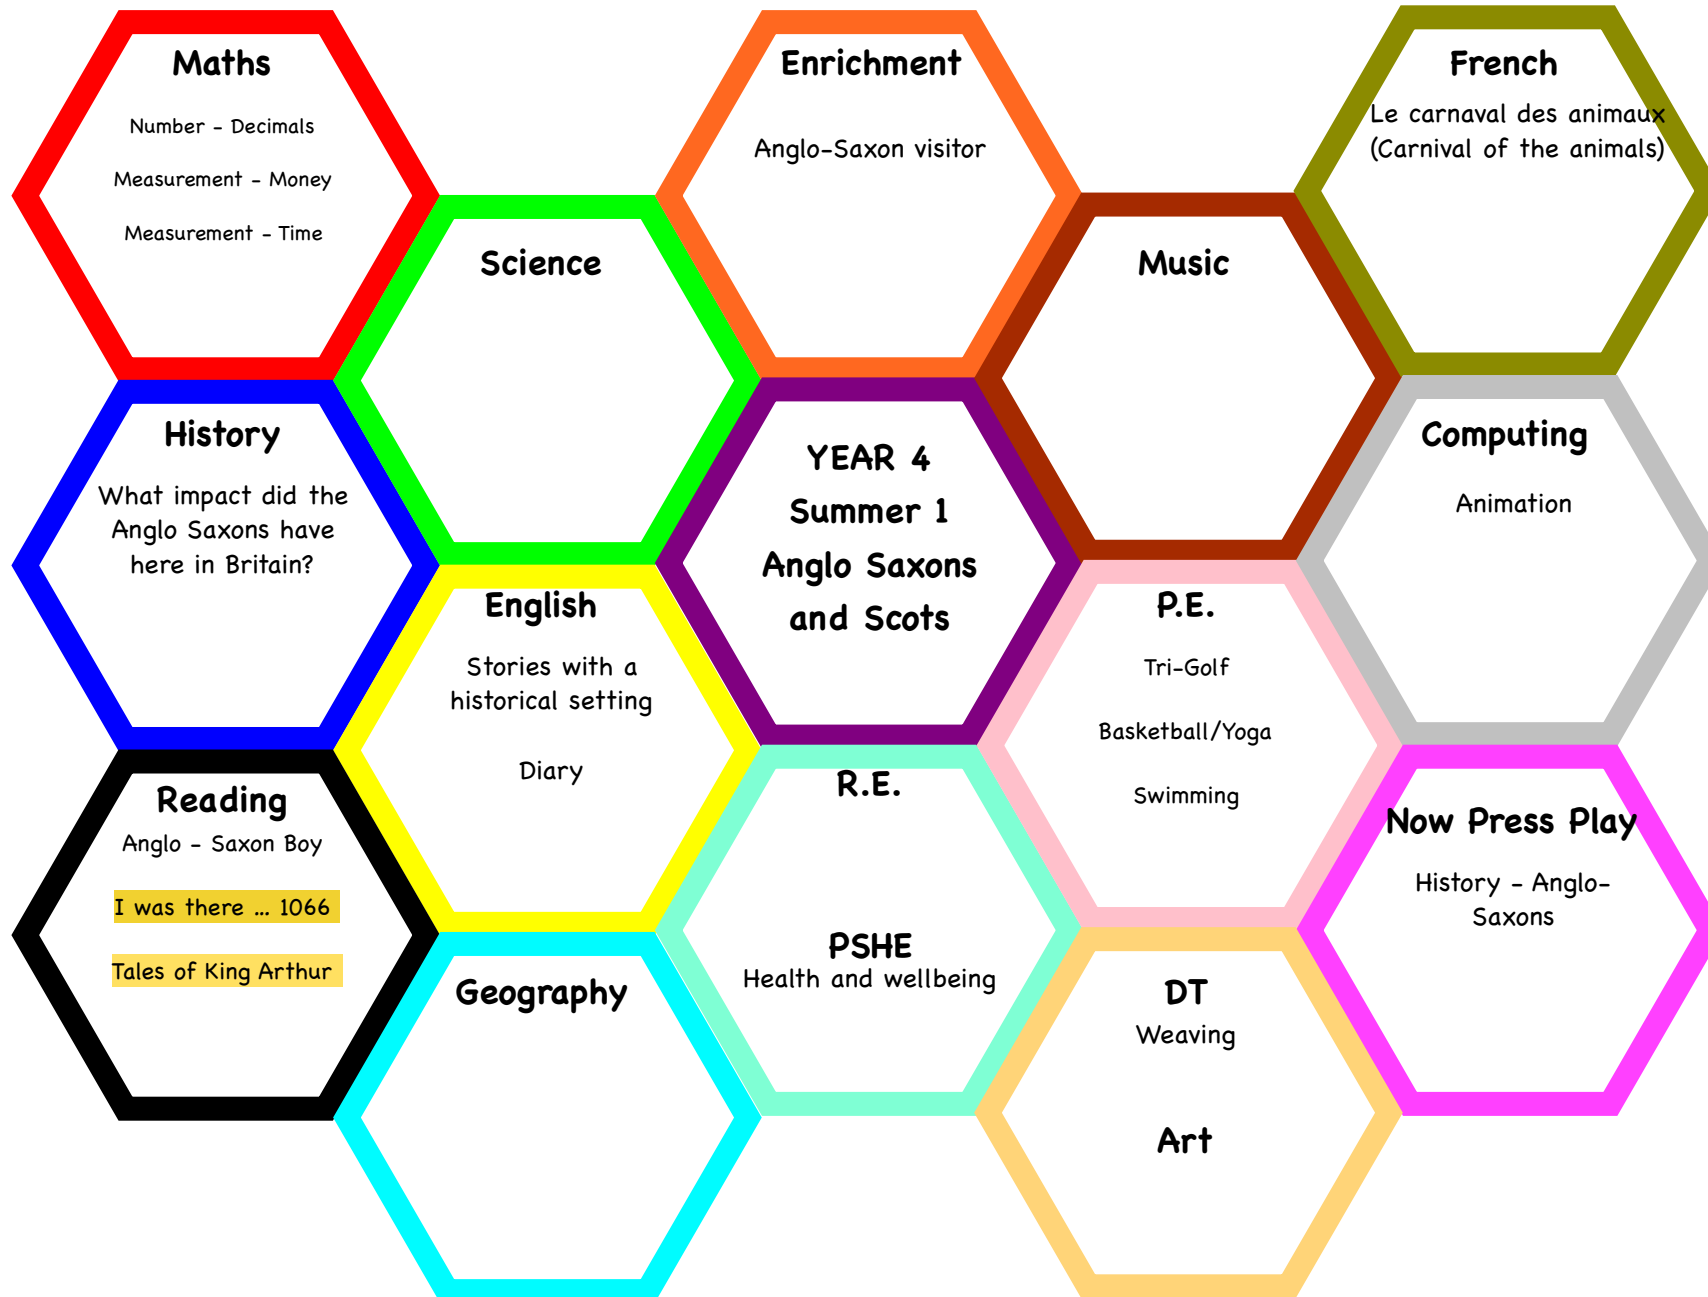 Maths
Number - Decimals
Measurement - Money
Measurement - Time
Enrichment
Anglo-Saxon visitor
French
Le carnaval des animaux
(Carnival of the animals)
Science
Music
History
What impact did the
Anglo Saxons have
here in Britain?
YEAR 4
Summer 1
Anglo Saxons
and Scots
Computing
Animation
English
Stories with a
historical setting
Diary
P.E.
Tri-Golf
Basketball/Yoga
Swimming
Reading
Anglo - Saxon Boy
I was there ... 1066
Tales of King Arthur
R.E.
PSHE
Health and wellbeing
Now Press Play
History - Anglo-
Saxons
Geography
DT
Weaving
Art